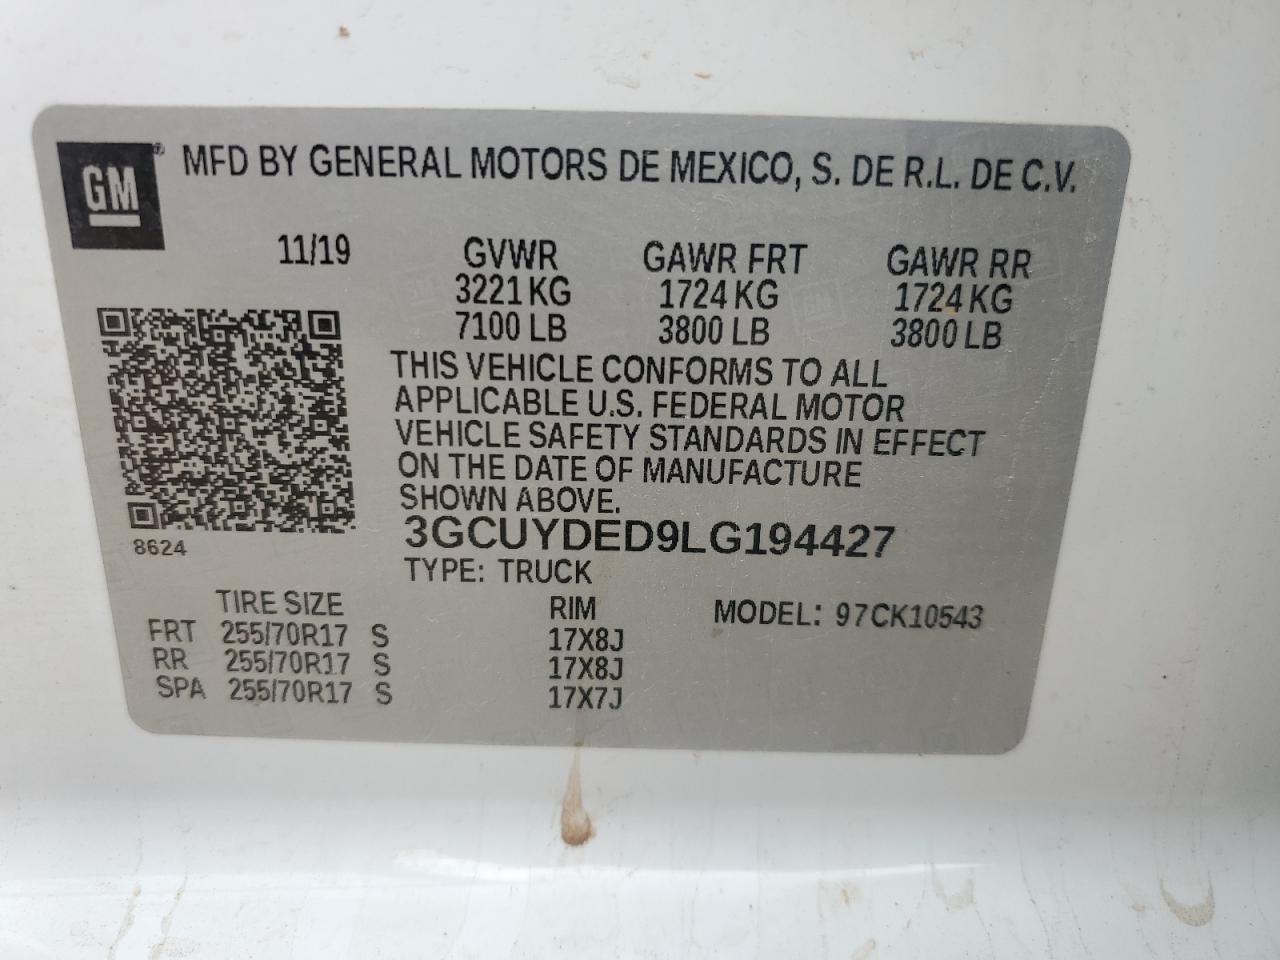 GM® MFD BY GENERAL MOTORS DE MEXICO, S. DE R.L. DE C.V.
11/19 GVWR GAWR FRT GAWR RR
3221 KG 1724 KG 1724 KG
7100 LB 3800 LB 3800 LB
THIS VEHICLE CONFORMS TO ALL
APPLICABLE U.S. FEDERAL MOTOR
VEHICLE SAFETY STANDARDS IN EFFECT
ON THE DATE OF MANUFACTURE
SHOWN ABOVE.
3GCUYDED9LG194427
8624
TYPE: TRUCK
TIRE SIZE RIM MODEL: 97CK10543
FRT 255/70R17 S 17X8J
RR 255/70R17 S 17X8J
SPA 255/70R17 S 17X7J